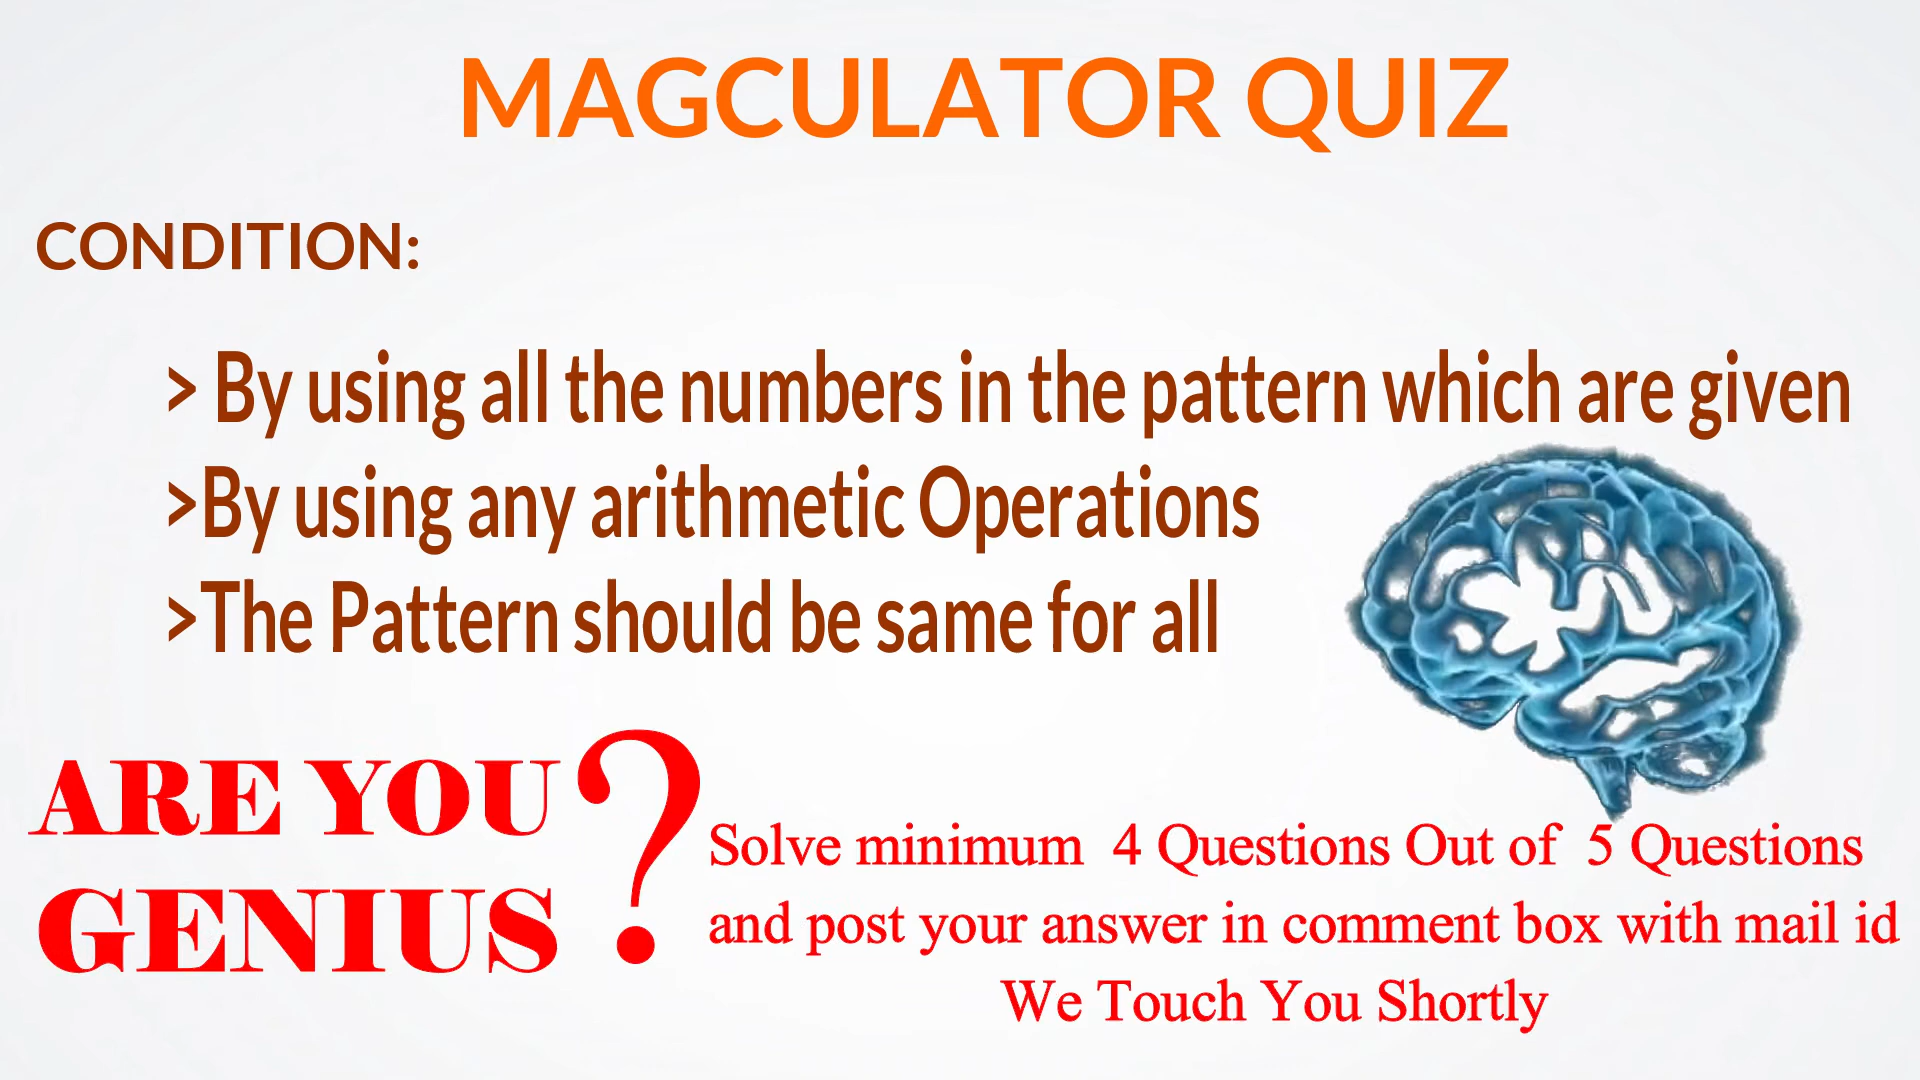 MAGCULATOR QUIZ
CONDITION:
> By using all the numbers in the pattern which are given
>By using any arithmetic Operations
>The Pattern should be same for all
ARE YOU
GENIUS ?
Solve minimum 4 Questions Out of 5 Questions
and post your answer in comment box with mail id
We Touch You Shortly